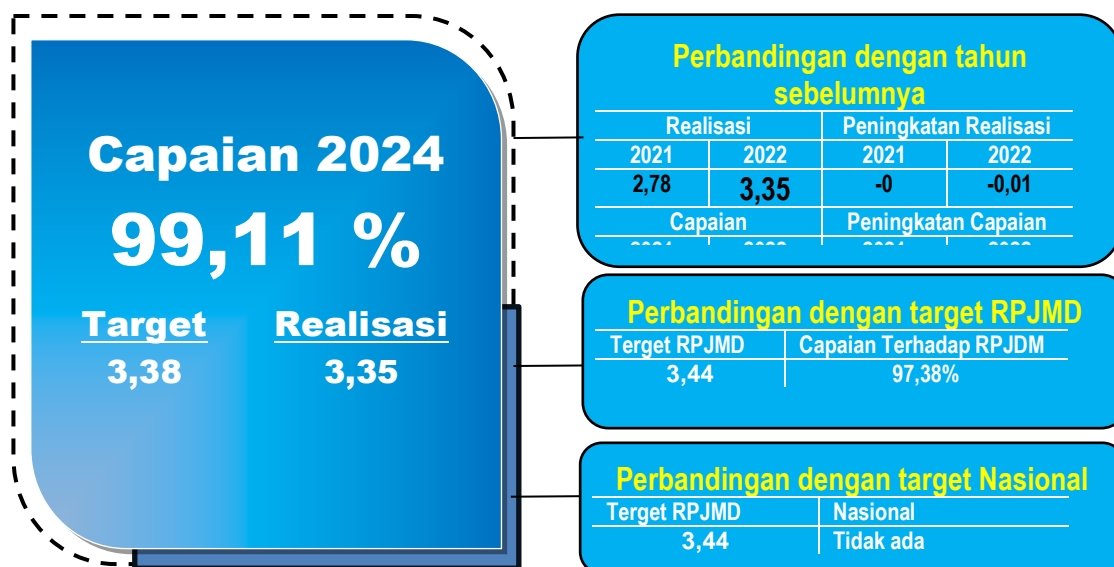 Capaian 2024
99,11 %
Target Realisasi
3,38 3,35
Perbandingan dengan tahun
sebelumnya
Realisasi Peningkatan Realisasi
2021 2022 2021 2022
2,78 3,35 -0 -0,01
Capaian Peningkatan Capaian
Perbandingan dengan target RPJMD
Terget RPJMD Capaian Terhadap RPJDM
3,44 97,38%
Perbandingan dengan target Nasional
Terget RPJMD Nasional
3,44 Tidak ada